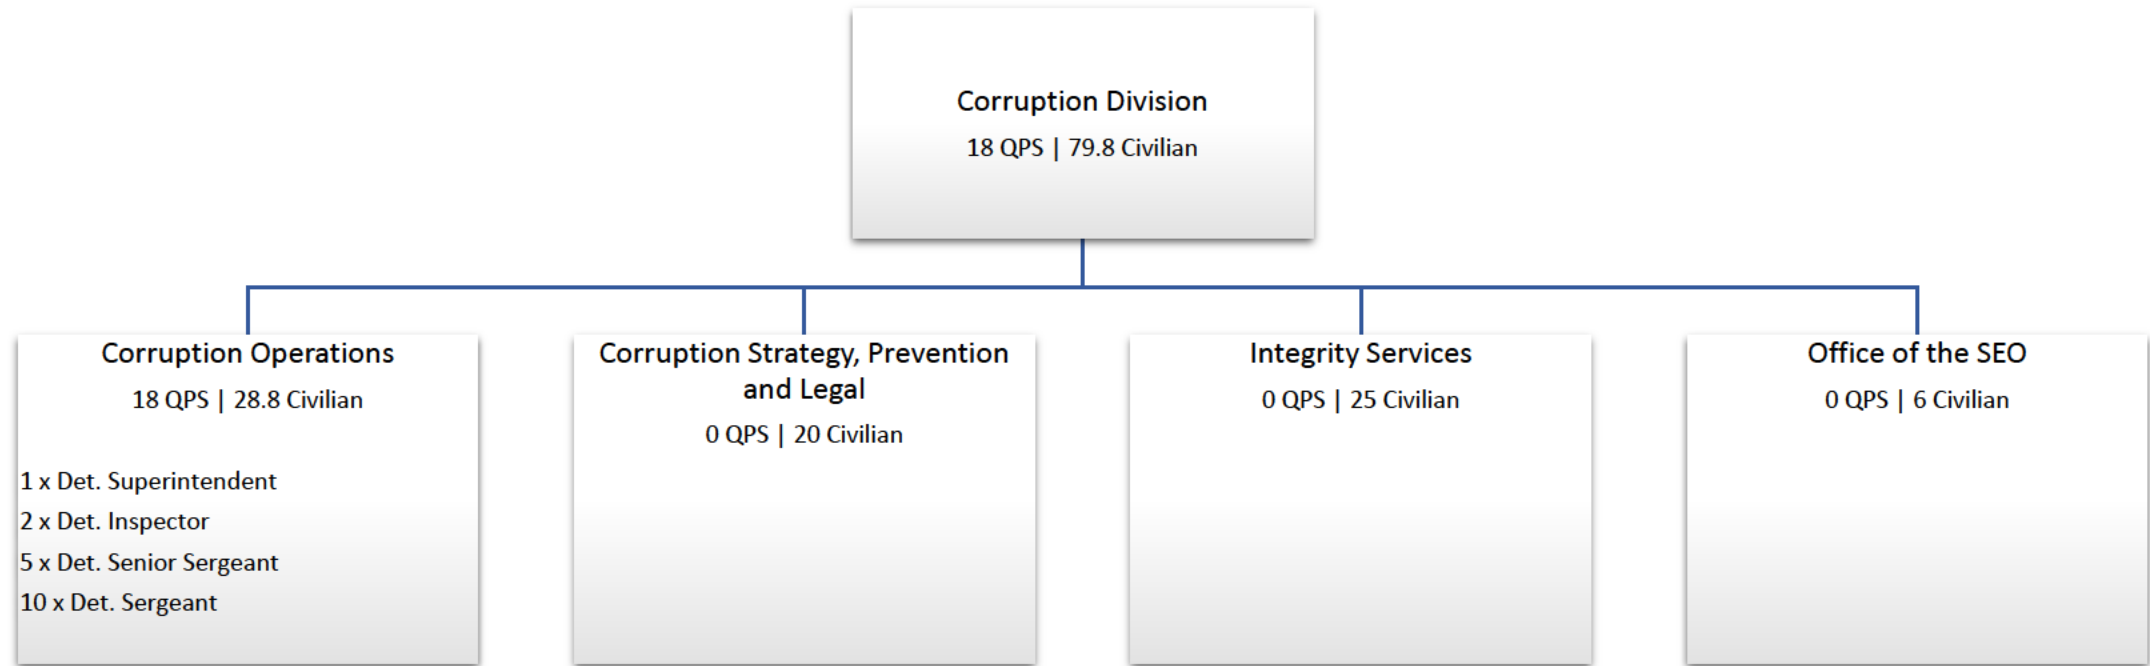 Corruption Division
18 QPS | 79.8 Civilian
Corruption Operations
18 QPS | 28.8 Civilian
1 x Det. Superintendent
2 x Det. Inspector
5 x Det. Senior Sergeant
10 x Det. Sergeant
Corruption Strategy, Prevention
and Legal
0 QPS | 20 Civilian
Integrity Services
0 QPS | 25 Civilian
Office of the SEO
0 QPS | 6 Civilian